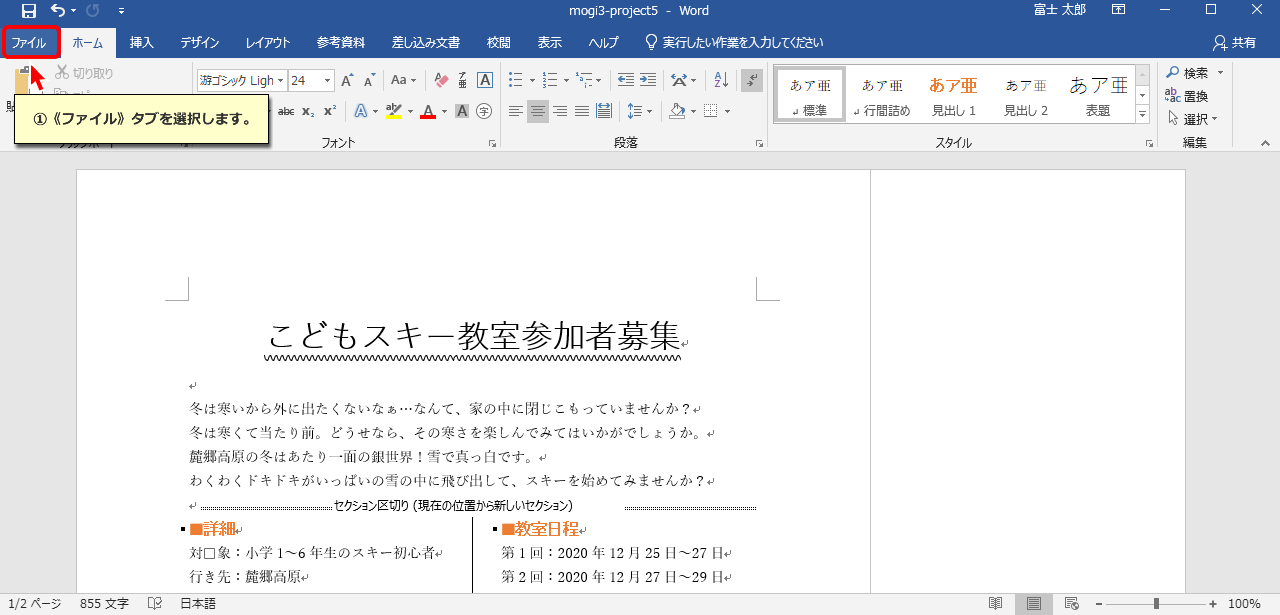 mogi3-project5 - Word
富士 太郎
ファイル ホーム 挿入 デザイン レイアウト 参考資料 差し込み文書 校閲 表示 ヘルプ 実行したい作業を入力してください 共有
切り取り
游ゴシック Ligh 24
①《ファイル》タブを選択します。
フォント
段落
あア亜 標準
あア亜 行間詰め
あア亜 見出し 1
あア亜 見出し 2
あア亜 表題
スタイル
検索
置換
選択
編集
こどもスキー教室参加者募集
冬は寒いから外に出たくないなぁ…なんて、家の中に閉じこもっていませんか？
冬は寒くて当たり前。どうせなら、その寒さを楽しんでみてはいかがでしょうか。
麓郷高原の冬はあたり一面の銀世界！雪で真っ白です。
わくわくドキドキがいっぱいの雪の中に飛び出して、スキーを始めてみませんか？
セクション区切り (現在の位置から新しいセクション)
■詳細
対□象：小学 1～6 年生のスキー初心者
行き先：麓郷高原
■教室日程
第 1 回：2020 年 12 月 25 日～27 日
第 2 回：2020 年 12 月 27 日～29 日
1/2 ページ 855 文字 日本語 100%